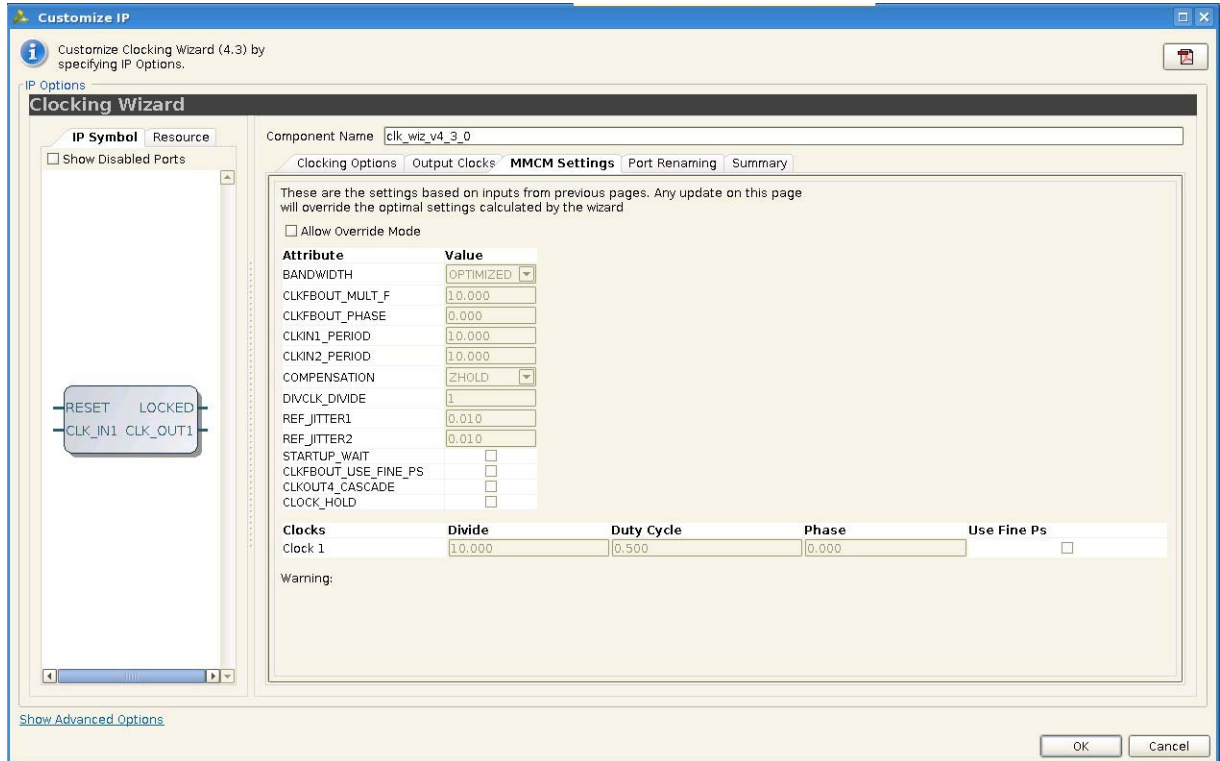 Customize IP
Customize Clocking Wizard (4.3) by
specifying IP Options.
IP Options
Clocking Wizard
IP Symbol Resource
Show Disabled Ports
RESET LOCKED
CLK_IN1 CLK_OUT1
Component Name clk_wiz_v4_3_0
Clocking Options Output Clocks MMCM Settings Port Renaming Summary
These are the settings based on inputs from previous pages. Any update on this page
will override the optimal settings calculated by the wizard
Allow Override Mode
Attribute Value
BANDWIDTH OPTIMIZED
CLKFBOUT_MULT_F 10.000
CLKFBOUT_PHASE 0.000
CLKIN1_PERIOD 10.000
CLKIN2_PERIOD 10.000
COMPENSATION ZHOLD
DIVCLK_DIVIDE 1
REF_JITTER1 0.010
REF_JITTER2 0.010
STARTUP_WAIT
CLKFBOUT_USE_FINE_PS
CLKOUT4_CASCADE
CLOCK_HOLD
Clocks Divide Duty Cycle Phase Use Fine Ps
Clock 1 10.000 0.500 0.000
Warning:
Show Advanced Options
OK Cancel